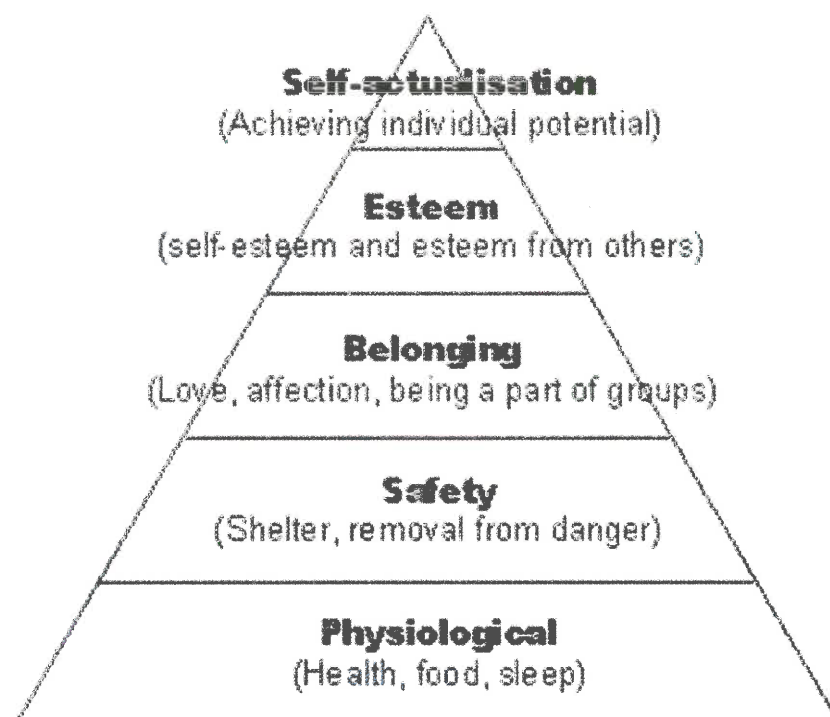 Self-actualisation
(Achieving individual potential)
Esteem
(self-esteem and esteem from others)
Belonging
(Love, affection, being a part of groups)
Safety
(Shelter, removal from danger)
Physiological
(Health, food, sleep)